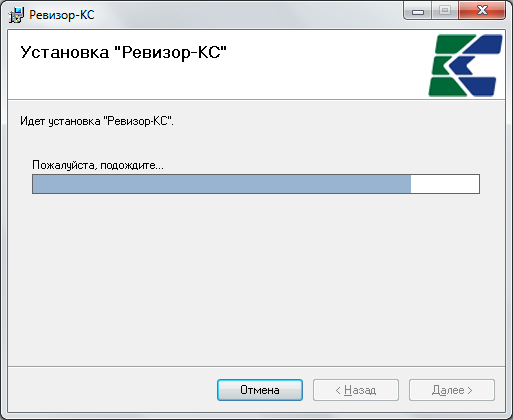 Ревизор-КС
Установка "Ревизор-КС"
Идет установка "Ревизор-КС".
Пожалуйста, подождите...
Отмена
< Назад
Далее >